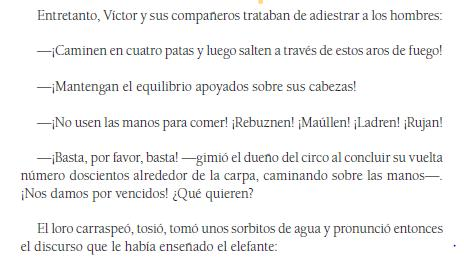 Entretanto, Víctor y sus compañeros trataban de adiestrar a los hombres:
—¡Caminen en cuatro patas y luego salten a través de estos aros de fuego!
—¡Mantengan el equilibrio apoyados sobre sus cabezas!
—¡No usen las manos para comer! ¡Rebuznen! ¡Maúllen! ¡Ladren! ¡Rujan!
—¡Basta, por favor, basta! —gimió el dueño del circo al concluir su vuelta
número doscientos alrededor de la carpa, caminando sobre las manos—.
¡Nos damos por vencidos! ¿Qué quieren?
El loro carraspeó, tosió, tomó unos sorbitos de agua y pronunció entonces
el discurso que le había enseñado el elefante: